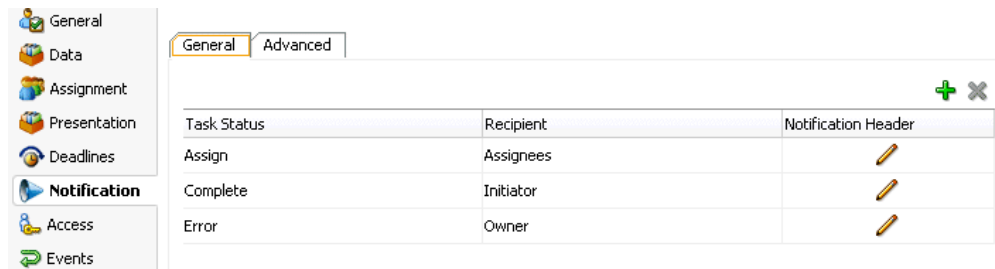 General
Data
Assignment
Presentation
Deadlines
Notification
Access
Events
General Advanced
Task Status Recipient Notification Header
Assign Assignees
Complete Initiator
Error Owner